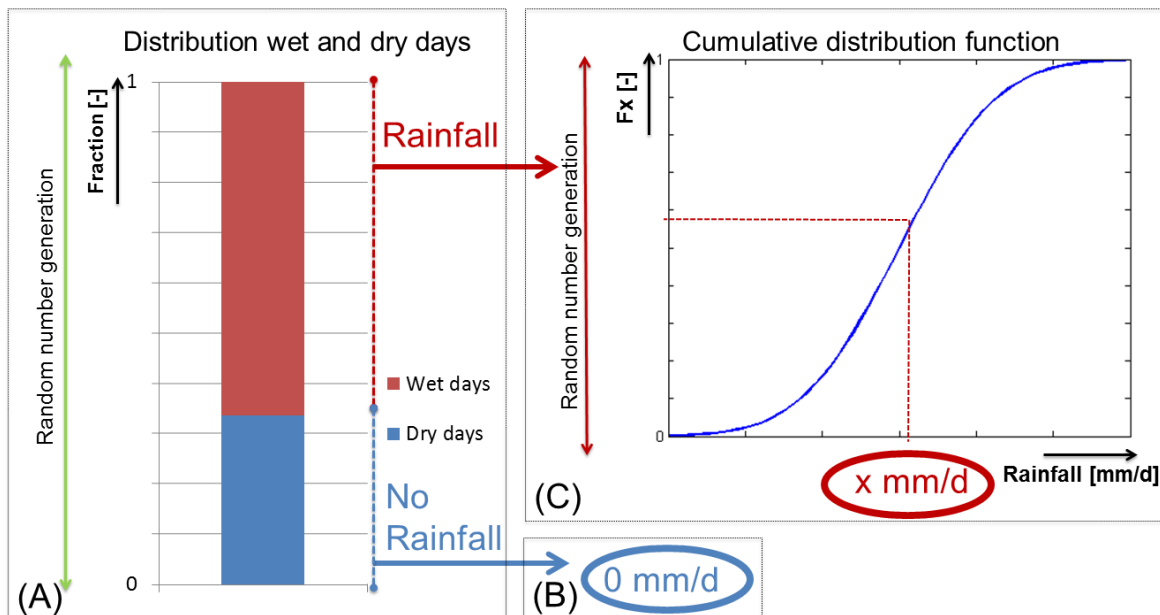 Distribution wet and dry days
Random number generation
Fraction [-]
1
0
Wet days
Dry days
Rainfall
No
Rainfall
(A)
0 mm/d
(B)
Cumulative distribution function
Random number generation
Fx [-]
1
0
x mm/d
Rainfall [mm/d]
(C)